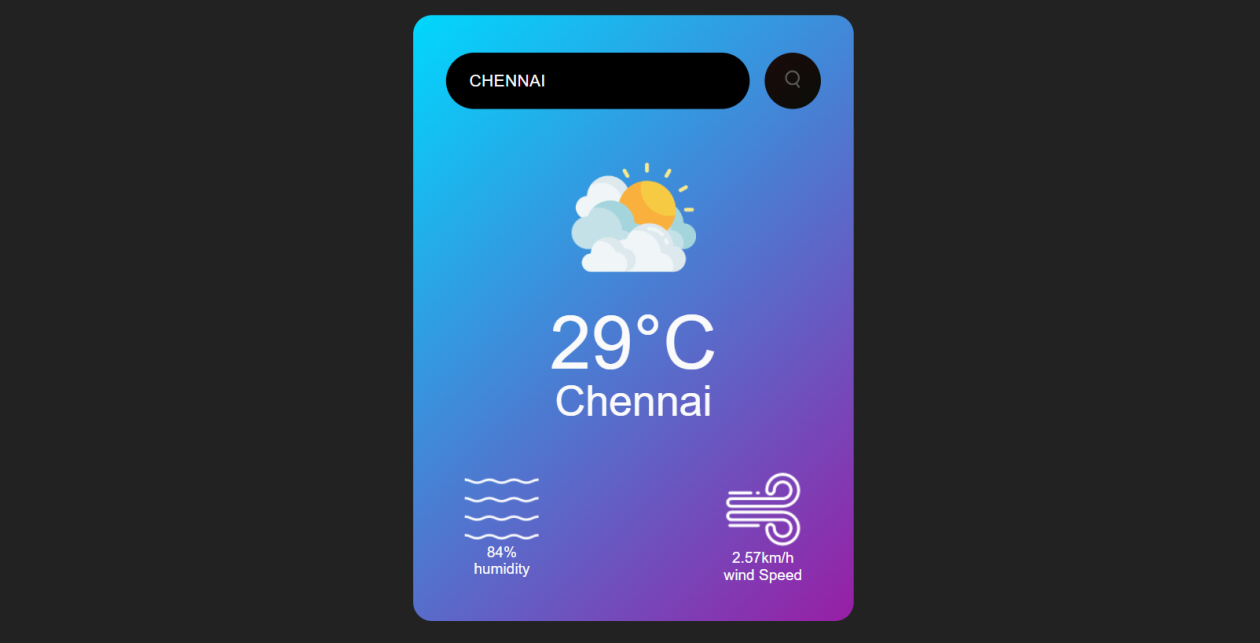 CHENNAI
29°C
Chennai
84%
humidity
2.57km/h
wind Speed